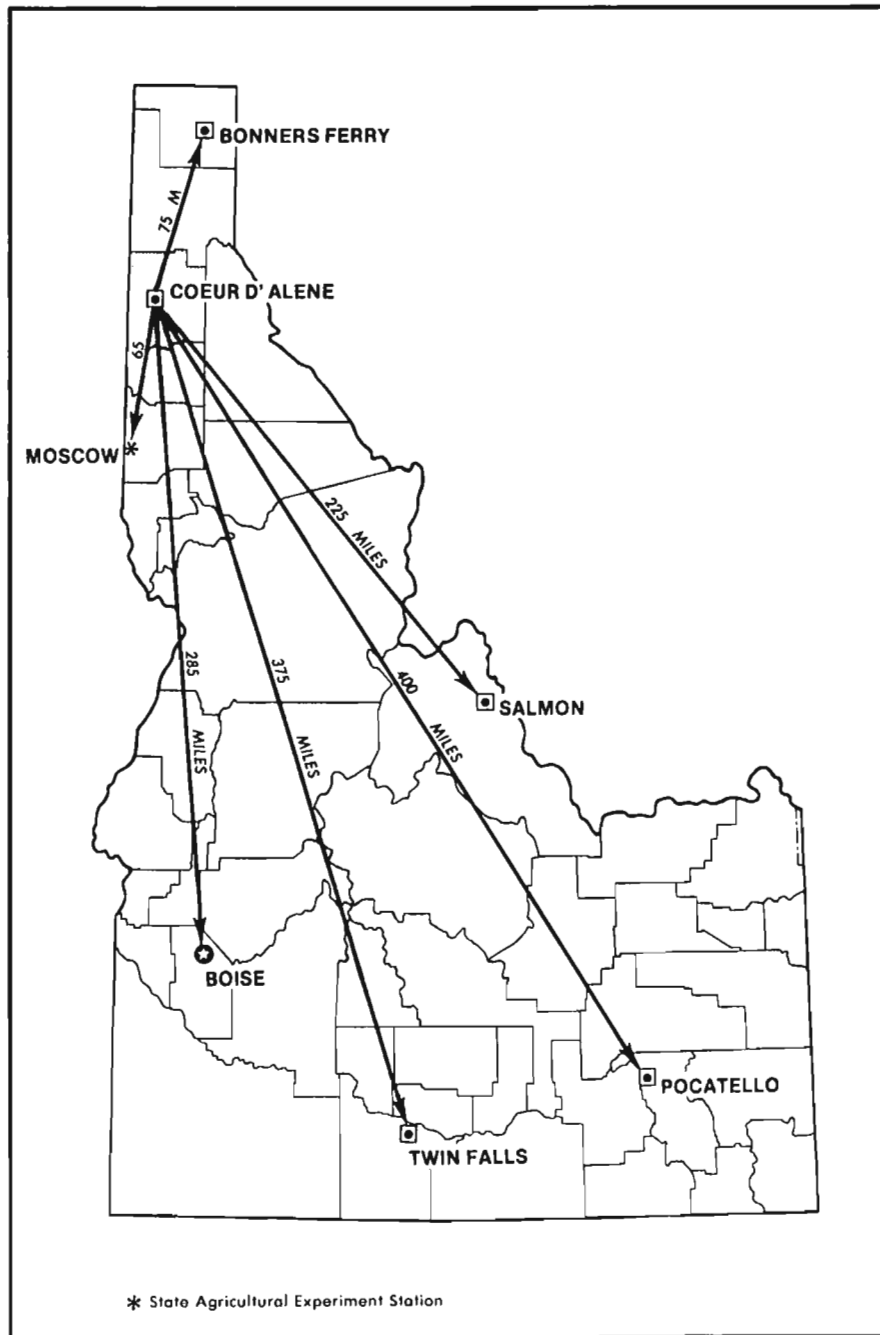 BONNERS FERRY
75 M
COEUR D' ALENE
65
MOSCOW *
225 MILES
285 MILES
375 MILES
400 MILES
SALMON
BOISE
POCATELLO
TWIN FALLS
* State Agricultural Experiment Station